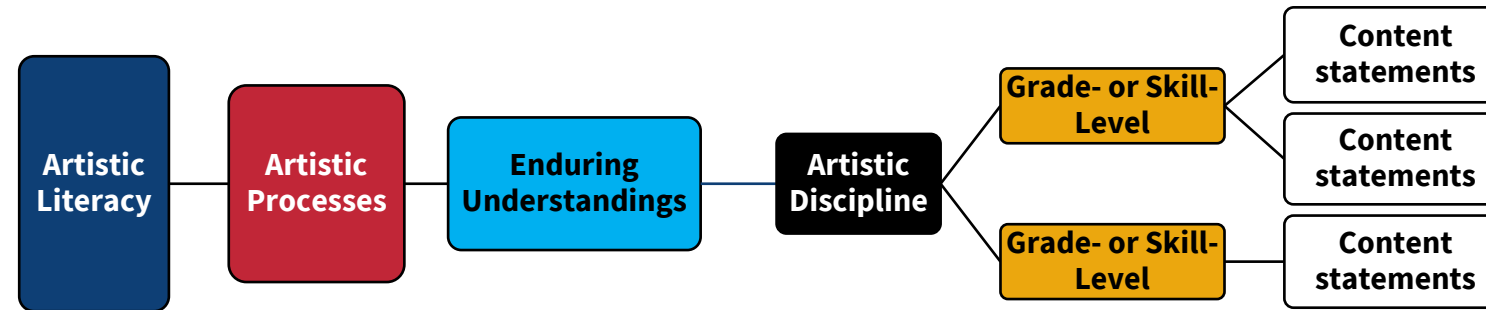 Artistic
Literacy
Artistic
Processes
Enduring
Understandings
Artistic
Discipline
Grade- or Skill-
Level
Grade- or Skill-
Level
Content
statements
Content
statements
Content
statements